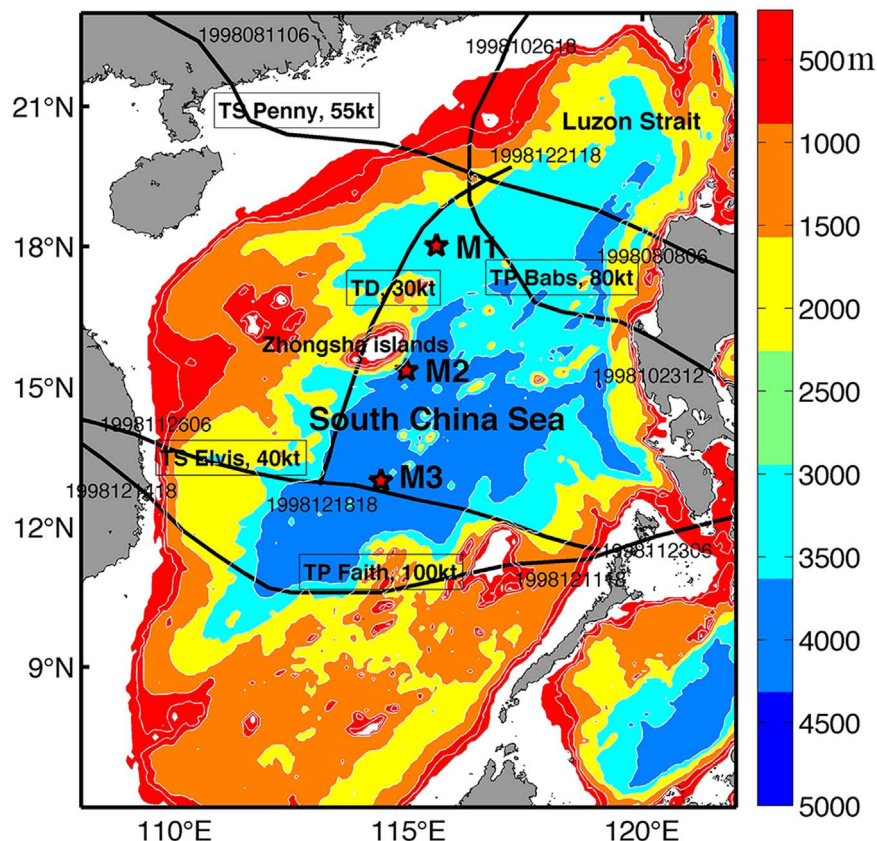 1998081106
1998102618
500m
21°N
TS Penny, 55kt
Luzon Strait
1000
1998122118
1500
18°N
M1
1998080806
TD, 30kt
TP Babs, 80kt
2000
Zhongsha islands
2500
15°N
M2
1998102312
1998112606
South China Sea
3000
TS Elvis, 40kt
M3
1998121418
1998121818
12°N
1998112306
3500
TP Faith, 100kt
1998121118
4000
9°N
4500
5000
110°E
115°E
120°E